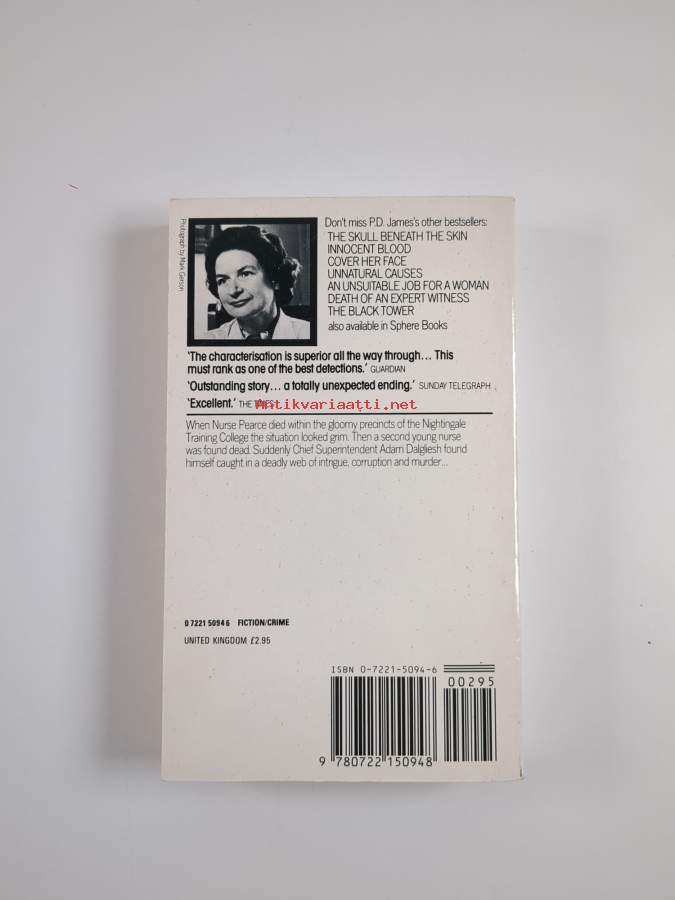 Photograph by Mark Gerson
Don't miss P.D. James's other bestsellers:
THE SKULL BENEATH THE SKIN
INNOCENT BLOOD
COVER HER FACE
UNNATURAL CAUSES
AN UNSUITABLE JOB FOR A WOMAN
DEATH OF AN EXPERT WITNESS
THE BLACK TOWER
also available in Sphere Books
'The characterisation is superior all the way through... This
must rank as one of the best detections.' GUARDIAN
'Outstanding story... a totally unexpected ending.' SUNDAY TELEGRAPH
'Excellent.' THE TIMES
antikvariaatti.net
When Nurse Pearce died within the gloomy precincts of the Nightingale
Training College the situation looked grim. Then a second young nurse
was found dead. Suddenly Chief Superintendent Adam Dalgliesh found
himself caught in a deadly web of intrigue, corruption and murder...
0 7221 5094 6 FICTION/CRIME
UNITED KINGDOM £2.95
ISBN 0-7221-5094-6
00295
9 780722 150948